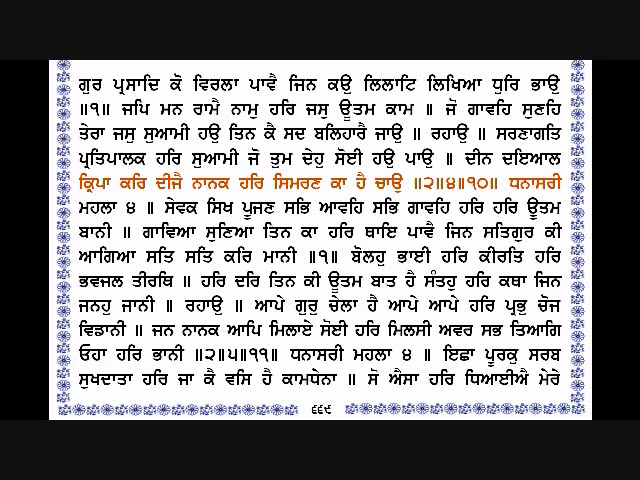 ਗੁਰ ਪ੍ਰਸਾਦਿ ਕੋ ਵਿਰਲਾ ਪਾਵੈ ਜਿਨ ਕਉ ਲਿਲਾਟਿ ਲਿਖਿਆ ਧੁਰਿ ਭਾਉ
॥੧॥ ਜਪਿ ਮਨ ਰਾਮੈ ਨਾਮੁ ਹਰਿ ਜਸੁ ਊਤਮ ਕਾਮ ॥ ਜੋ ਗਾਵਹਿ ਸੁਣਹਿ
ਤੇਰਾ ਜਸੁ ਸੁਆਮੀ ਹਉ ਤਿਨ ਕੈ ਸਦ ਬਲਿਹਾਰੈ ਜਾਉ ॥ ਰਹਾਉ ॥ ਸਰਣਾਗਤਿ
ਪ੍ਰਤਿਪਾਲਕ ਹਰਿ ਸੁਆਮੀ ਜੋ ਤੁਮ ਦੇਹੁ ਸੋਈ ਹਉ ਪਾਉ ॥ ਦੀਨ ਦਇਆਲ
ਕ੍ਰਿਪਾ ਕਰਿ ਦੀਜੈ ਨਾਨਕ ਹਰਿ ਸਿਮਰਣ ਕਾ ਹੈ ਚਾਉ ॥੨॥੪॥੧੦॥ ਧਨਾਸਰੀ
ਮਹਲਾ ੪ ॥ ਸੇਵਕ ਸਿਖ ਪੂਜਣ ਸਭਿ ਆਵਹਿ ਸਭਿ ਗਾਵਹਿ ਹਰਿ ਹਰਿ ਊਤਮ
ਬਾਨੀ ॥ ਗਾਵਿਆ ਸੁਣਿਆ ਤਿਨ ਕਾ ਹਰਿ ਥਾਇ ਪਾਵੈ ਜਿਨ ਸਤਿਗੁਰ ਕੀ
ਆਗਿਆ ਸਤਿ ਸਤਿ ਕਰਿ ਮਾਨੀ ॥੧॥ ਬੋਲਹੁ ਭਾਈ ਹਰਿ ਕੀਰਤਿ ਹਰਿ
ਭਵਜਲ ਤੀਰਥਿ ॥ ਹਰਿ ਦਰਿ ਤਿਨ ਕੀ ਊਤਮ ਬਾਤ ਹੈ ਸੰਤਹੁ ਹਰਿ ਕਥਾ ਜਿਨ
ਜਨਹੁ ਜਾਨੀ ॥ ਰਹਾਉ ॥ ਆਪੇ ਗੁਰੁ ਚੇਲਾ ਹੈ ਆਪੇ ਆਪੇ ਹਰਿ ਪ੍ਰਭੁ ਚੋਜ
ਵਿਡਾਨੀ ॥ ਜਨ ਨਾਨਕ ਆਪਿ ਮਿਲਾਏ ਸੋਈ ਹਰਿ ਮਿਲਸੀ ਅਵਰ ਸਭ ਤਿਆਗਿ
ਓਹਾ ਹਰਿ ਭਾਨੀ ॥੨॥੫॥੧੧॥ ਧਨਾਸਰੀ ਮਹਲਾ ੪ ॥ ਇਛਾ ਪੂਰਕੁ ਸਰਬ
ਸੁਖਦਾਤਾ ਹਰਿ ਜਾ ਕੈ ਵਸਿ ਹੈ ਕਾਮਧੇਨਾ ॥ ਸੋ ਐਸਾ ਹਰਿ ਧਿਆਈਐ ਮੇਰੇ
੬੬੯